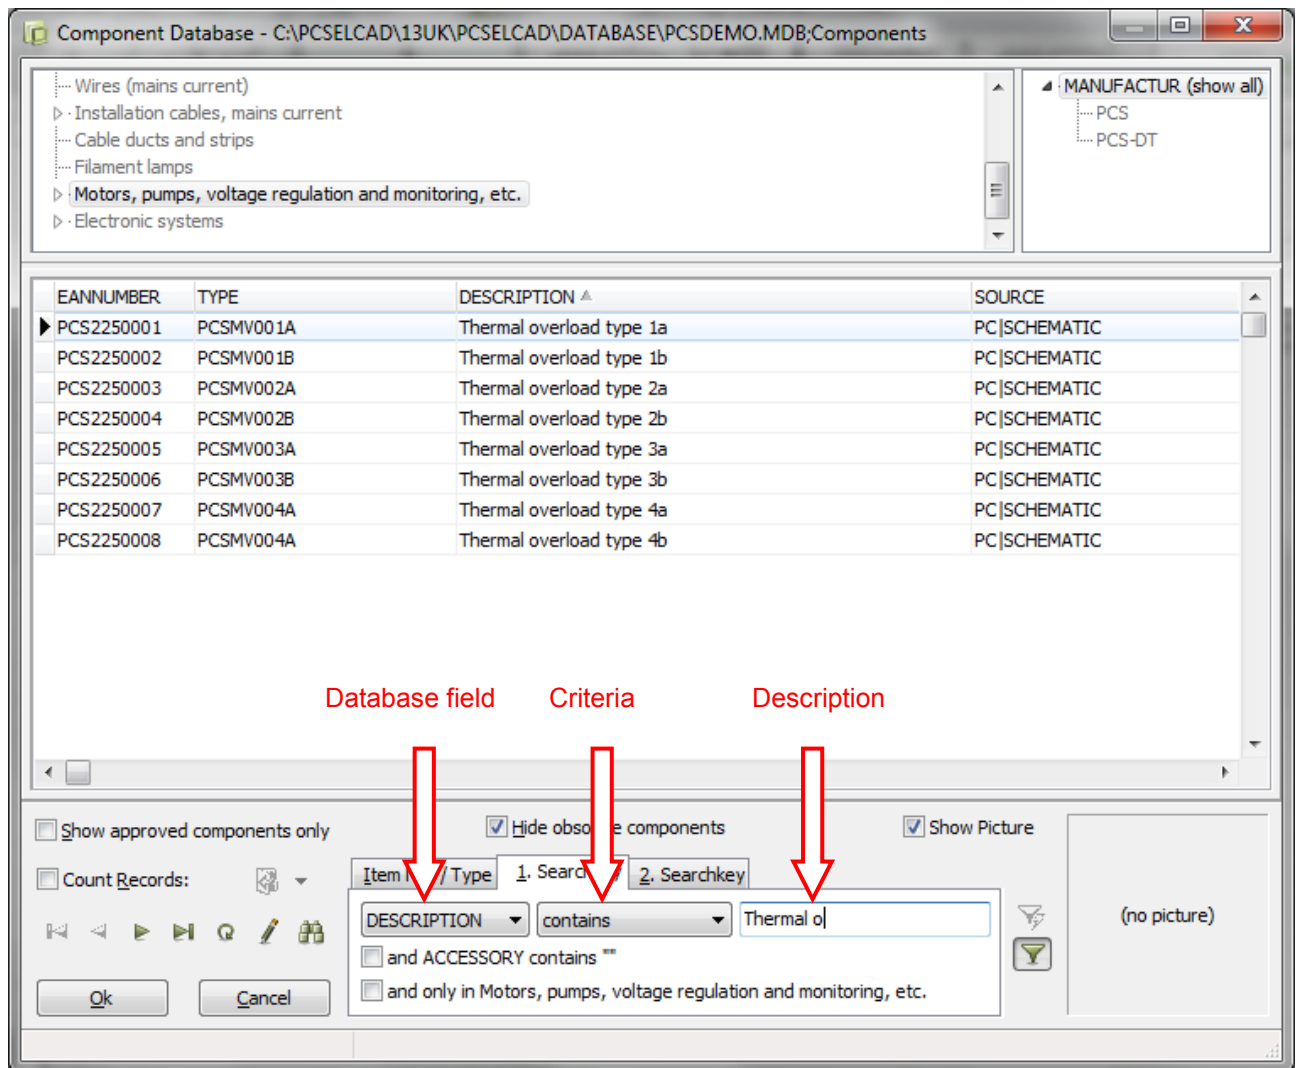 Component Database - C:\PCSELCAD\13UK\PCSELCAD\DATABASE\PCSDEMO.MDB;Components
Wires (mains current)
Installation cables, mains current
Cable ducts and strips
Filament lamps
Motors, pumps, voltage regulation and monitoring, etc.
Electronic systems
MANUFACTUR (show all)
PCS
PCS-DT
EANNUMBER TYPE DESCRIPTION SOURCE
PCS2250001 PCSMV001A Thermal overload type 1a PC|SCHEMATIC
PCS2250002 PCSMV001B Thermal overload type 1b PC|SCHEMATIC
PCS2250003 PCSMV002A Thermal overload type 2a PC|SCHEMATIC
PCS2250004 PCSMV002B Thermal overload type 2b PC|SCHEMATIC
PCS2250005 PCSMV003A Thermal overload type 3a PC|SCHEMATIC
PCS2250006 PCSMV003B Thermal overload type 3b PC|SCHEMATIC
PCS2250007 PCSMV004A Thermal overload type 4a PC|SCHEMATIC
PCS2250008 PCSMV004A Thermal overload type 4b PC|SCHEMATIC
Database field Criteria Description
Show approved components only Hide components Show Picture
Count Records: Item / Type 1. 2. Searchkey
DESCRIPTION contains Thermal o
(no picture)
and ACCESSORY contains ""
and only in Motors, pumps, voltage regulation and monitoring, etc.
Ok Cancel